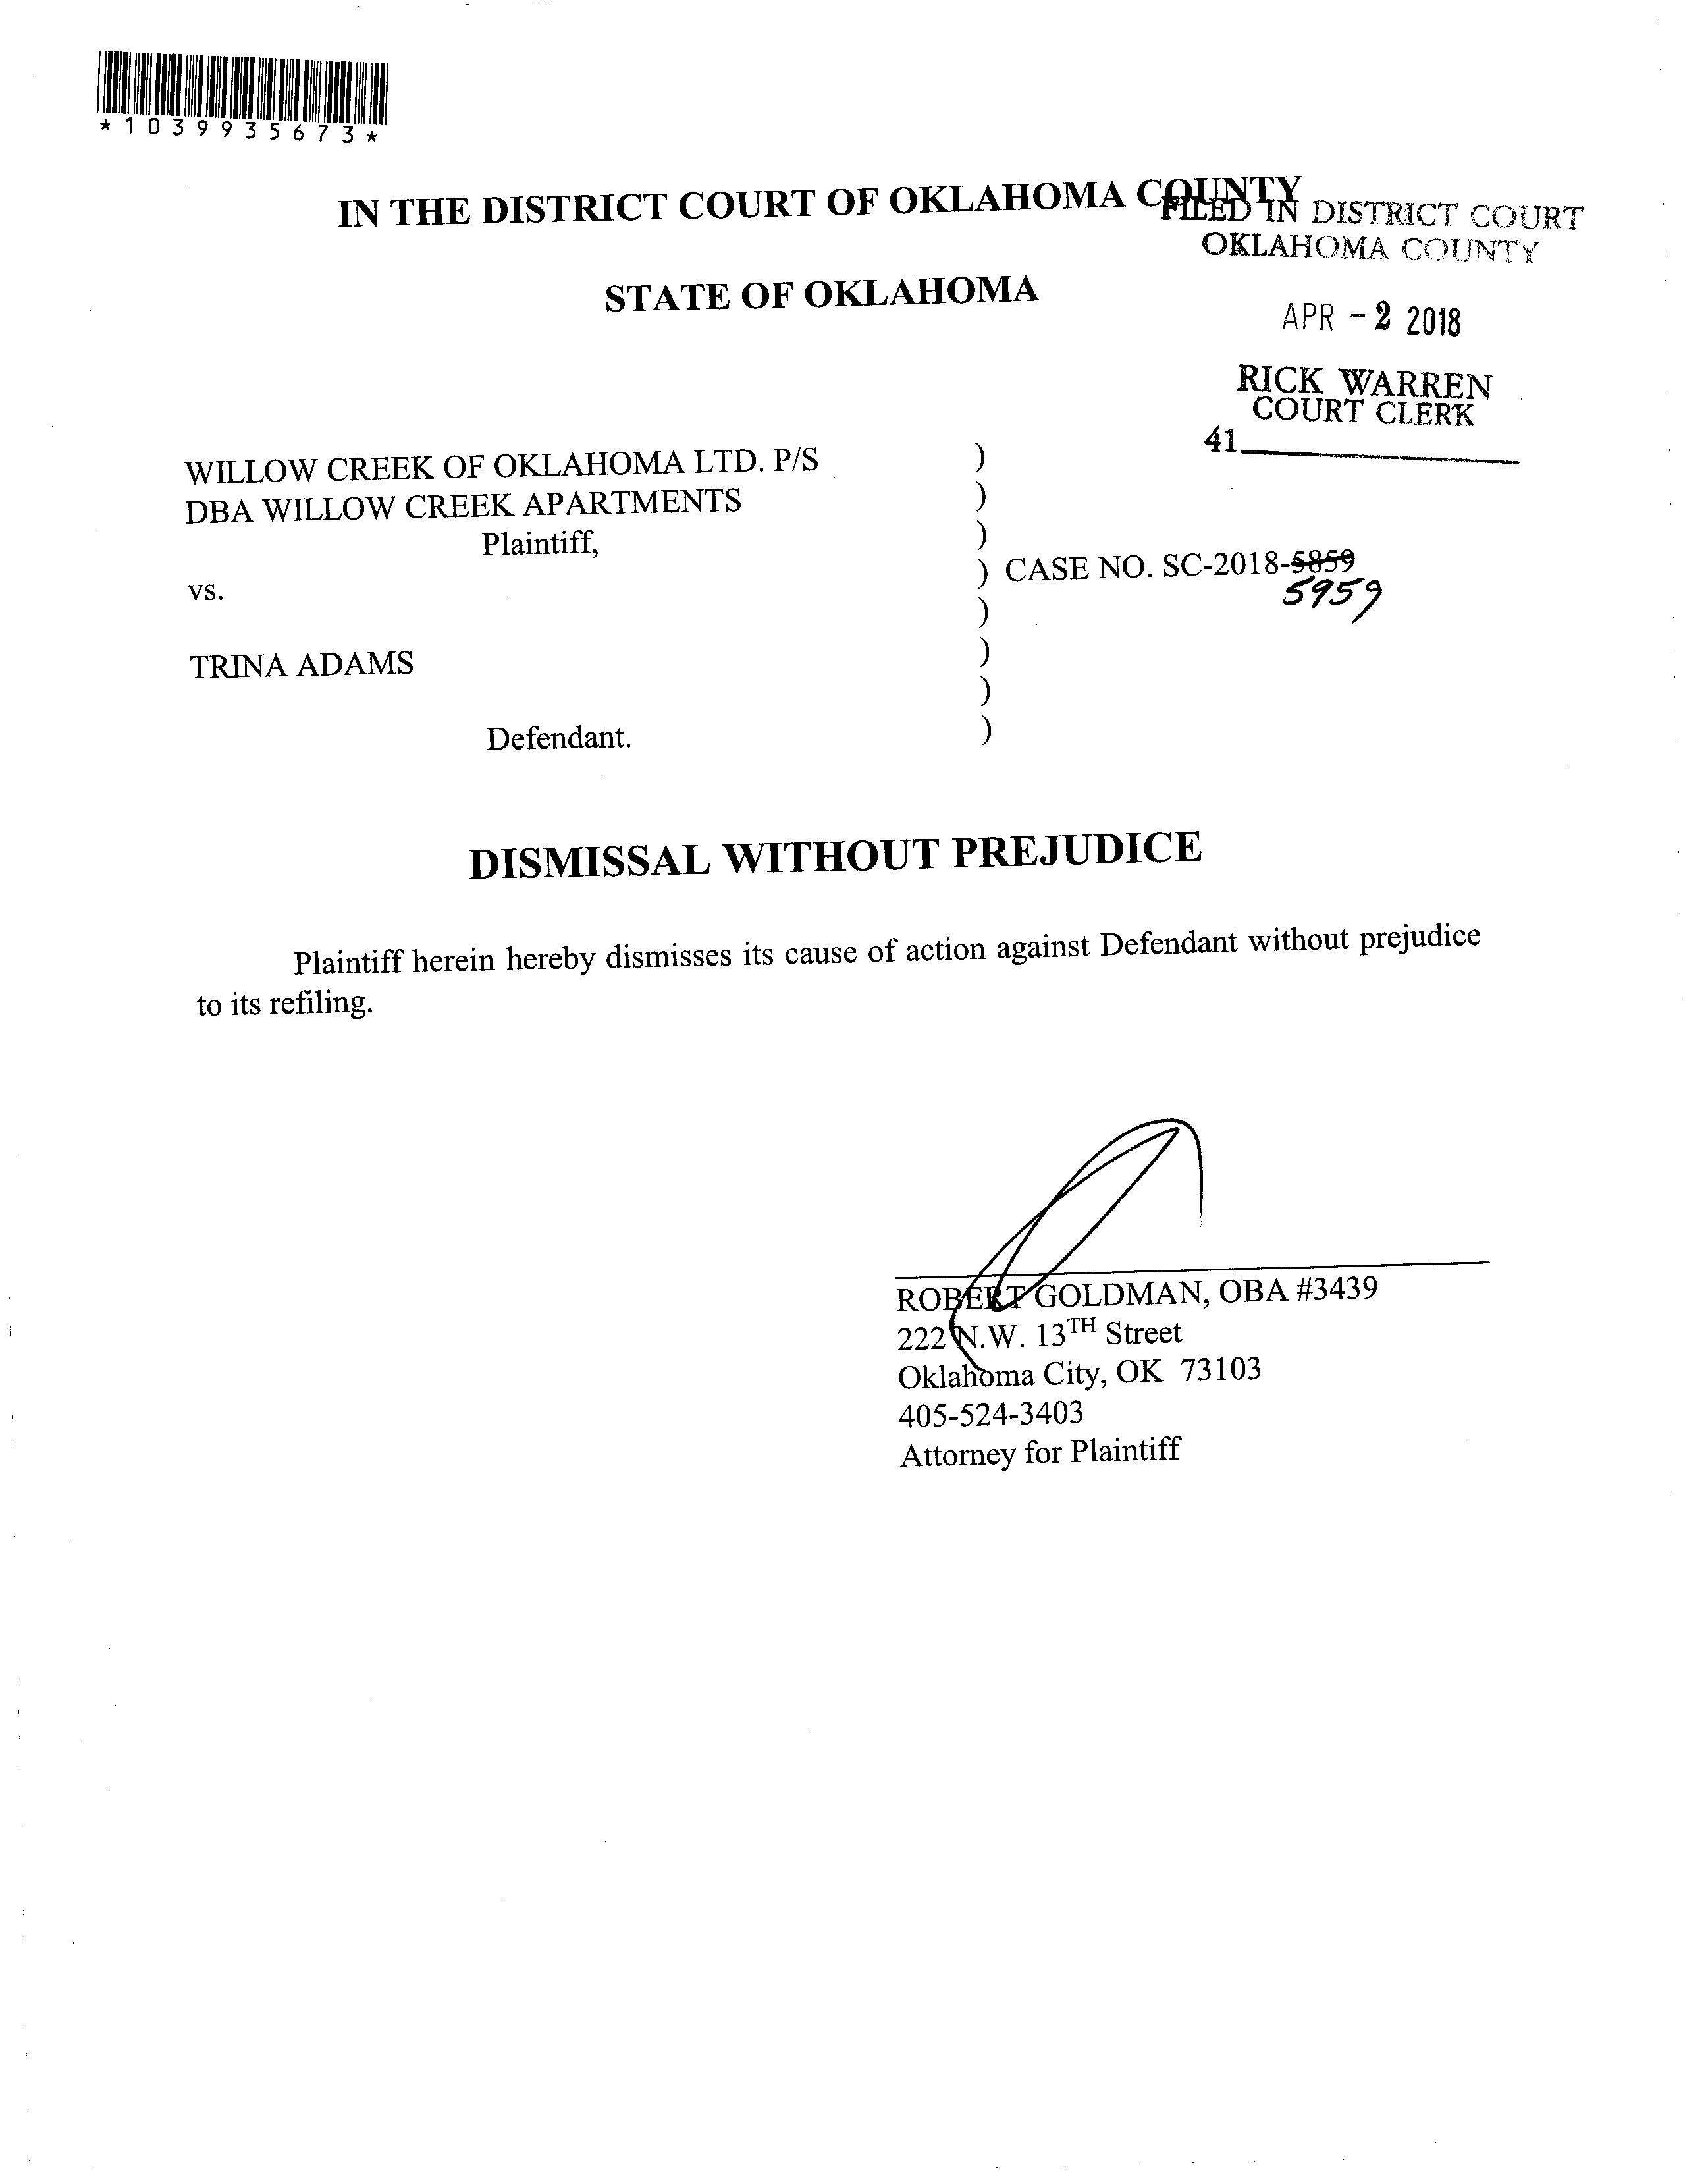 *1039935673*
IN THE DISTRICT COURT OF OKLAHOMA COUNTY
FILED IN DISTRICT COURT
OKLAHOMA COUNTY
STATE OF OKLAHOMA
APR - 2 2018
RICK WARREN
COURT CLERK
41
WILLOW CREEK OF OKLAHOMA LTD. P/S )
DBA WILLOW CREEK APARTMENTS )
Plaintiff, )
) CASE NO. SC-2018-5859
5959
vs.
)
TRINA ADAMS )
)
Defendant. )
DISMISSAL WITHOUT PREJUDICE
Plaintiff herein hereby dismisses its cause of action against Defendant without prejudice
to its refiling.
ROBERT GOLDMAN, OBA #3439
222 N.W. 13TH Street
Oklahoma City, OK 73103
405-524-3403
Attorney for Plaintiff